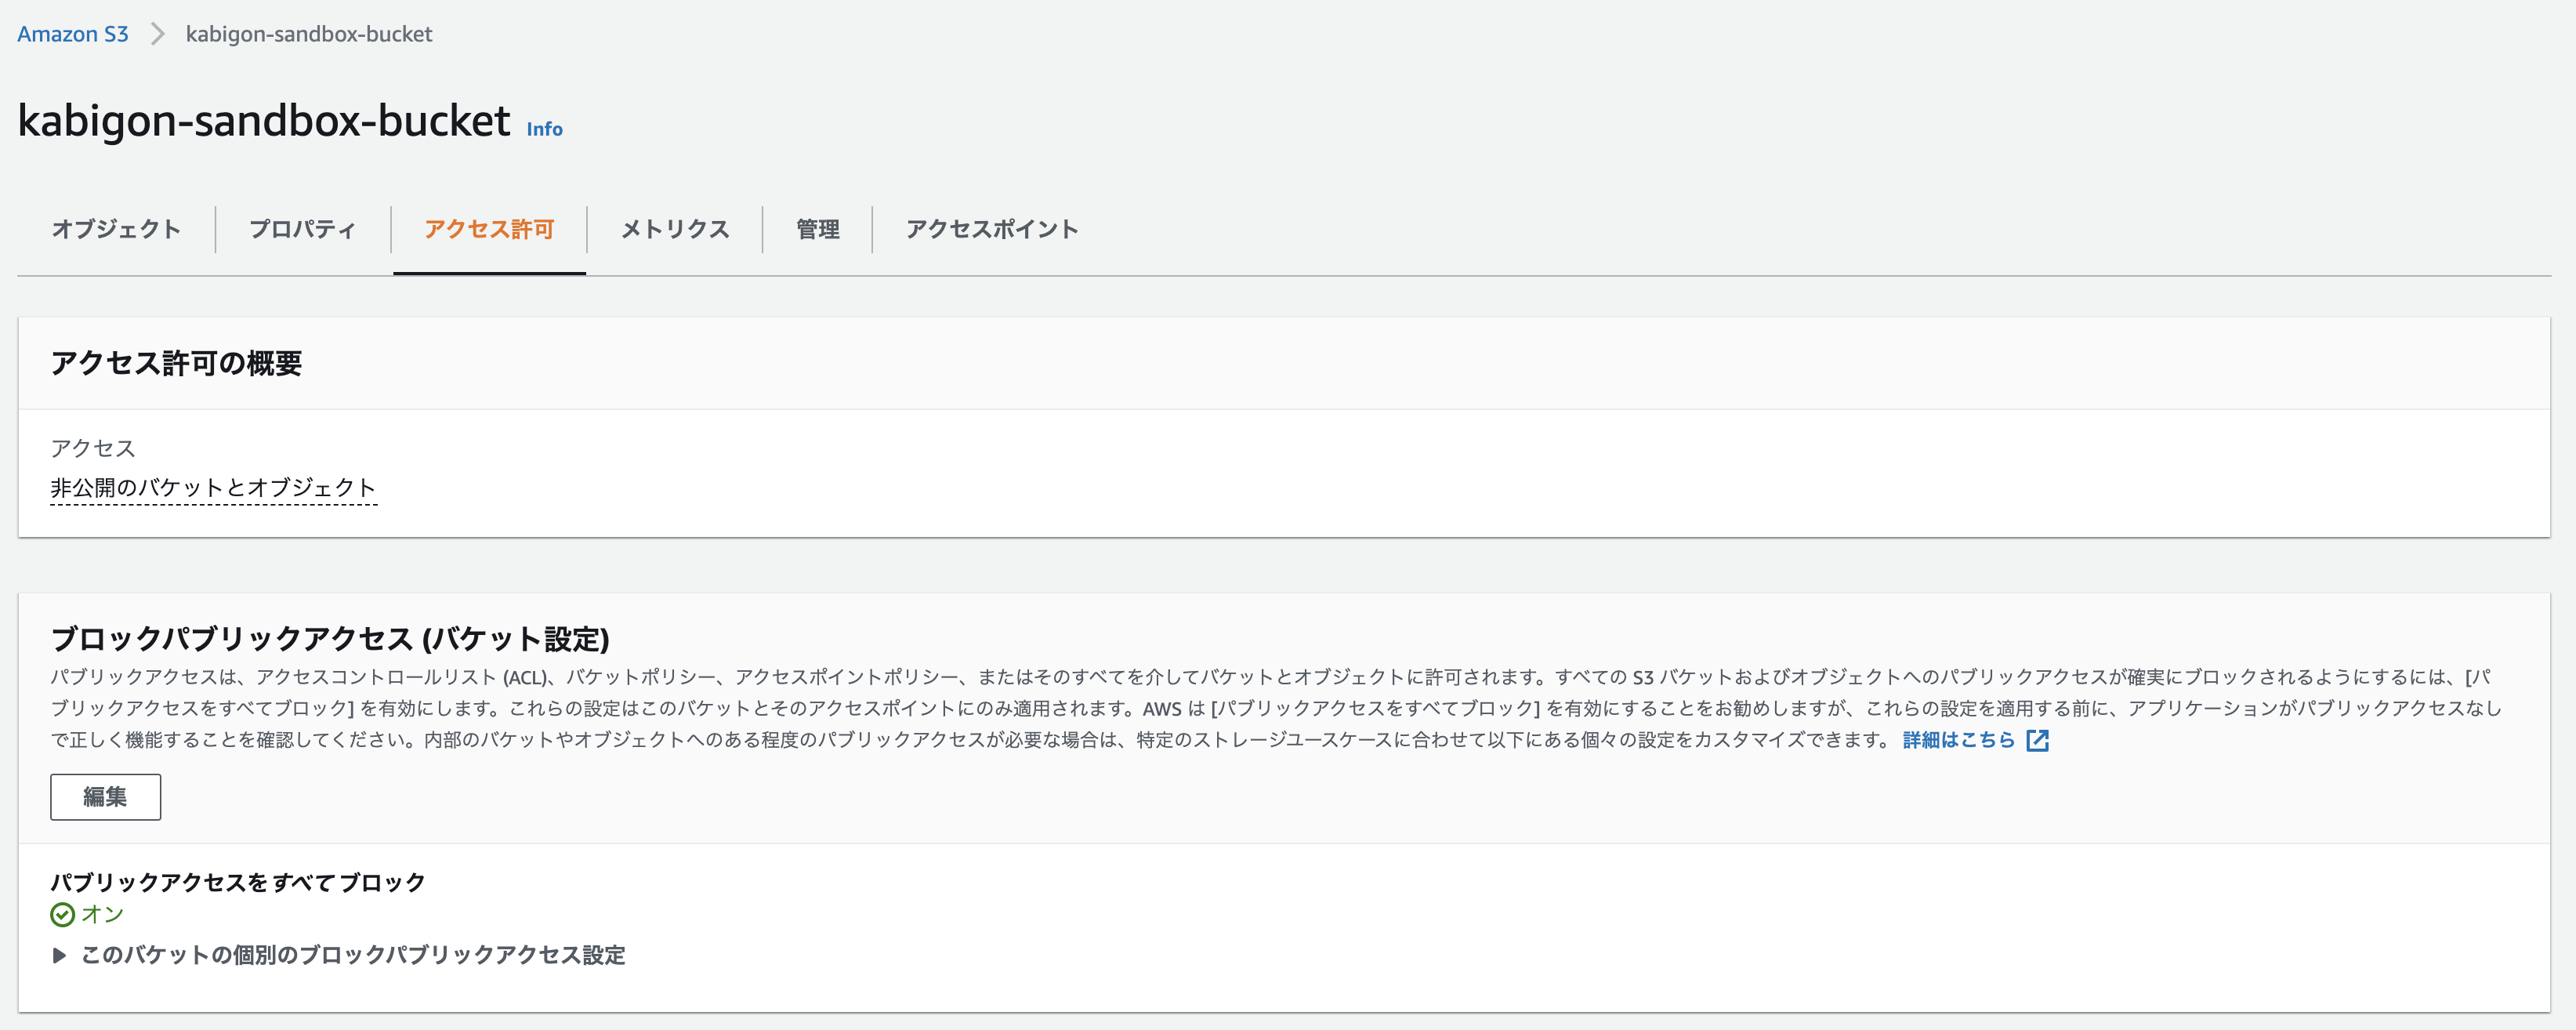 Amazon S3 > kabigon-sandbox-bucket
kabigon-sandbox-bucket Info
オブジェクト プロパティ アクセス許可 メトリクス 管理 アクセスポイント
アクセス許可の概要
アクセス
非公開のバケットとオブジェクト
ブロックパブリックアクセス (バケット設定)
パブリックアクセスは、アクセスコントロールリスト (ACL)、バケットポリシー、アクセスポイントポリシー、またはそのすべてを介してバケットとオブジェクトに許可されます。すべての S3 バケットおよびオブジェクトへのパブリックアクセスが確実にブロックされるようにするには、[パ
ブリックアクセスをすべてブロック] を有効にします。これらの設定はこのバケットとそのアクセスポイントにのみ適用されます。AWS は [パブリックアクセスをすべてブロック] を有効にすることをお勧めしますが、これらの設定を適用する前に、アプリケーションがパブリックアクセスなし
で正しく機能することを確認してください。内部のバケットやオブジェクトへのある程度のパブリックアクセスが必要な場合は、特定のストレージユースケースに合わせて以下にある個々の設定をカスタマイズできます。 詳細はこちら
編集
パブリックアクセスをすべてブロック
オン
このバケットの個別のブロックパブリックアクセス設定